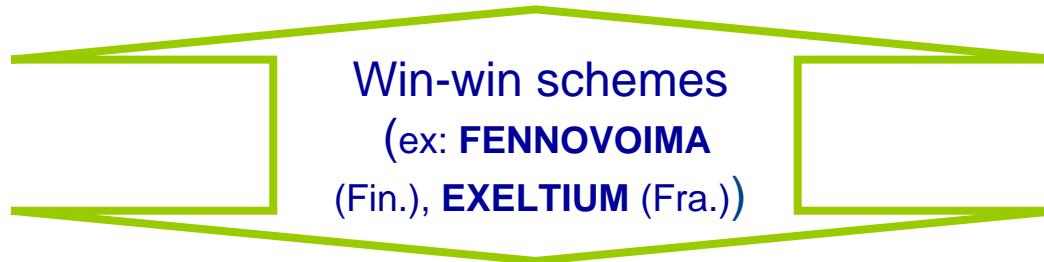 Win-win schemes
(ex: FENNOVOIMA
(Fin.), EXELTIUM (Fra.))